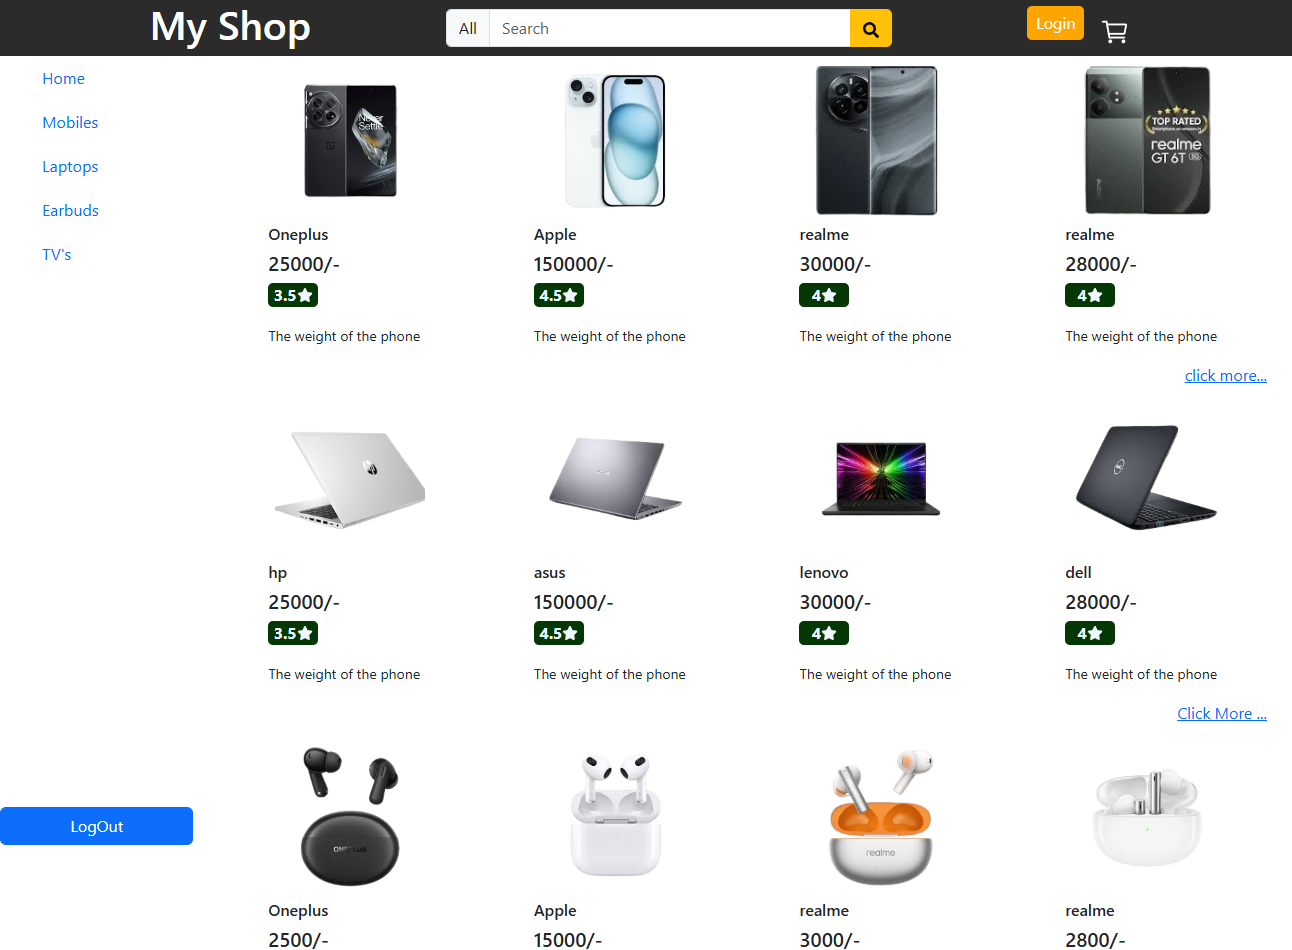 My Shop
All
Search
Login
Home
Mobiles
Laptops
Earbuds
TV's
Never
Settle
TOP RATED
realme
GT 6T 5G
Oneplus
Apple
realme
realme
25000/-
150000/-
30000/-
28000/-
3.5
4.5
4
4
The weight of the phone
The weight of the phone
The weight of the phone
The weight of the phone
click more...
hp
asus
lenovo
dell
25000/-
150000/-
30000/-
28000/-
3.5
4.5
4
4
The weight of the phone
The weight of the phone
The weight of the phone
The weight of the phone
Click More ...
LogOut
realme
Oneplus
Apple
realme
realme
2500/-
15000/-
3000/-
2800/-